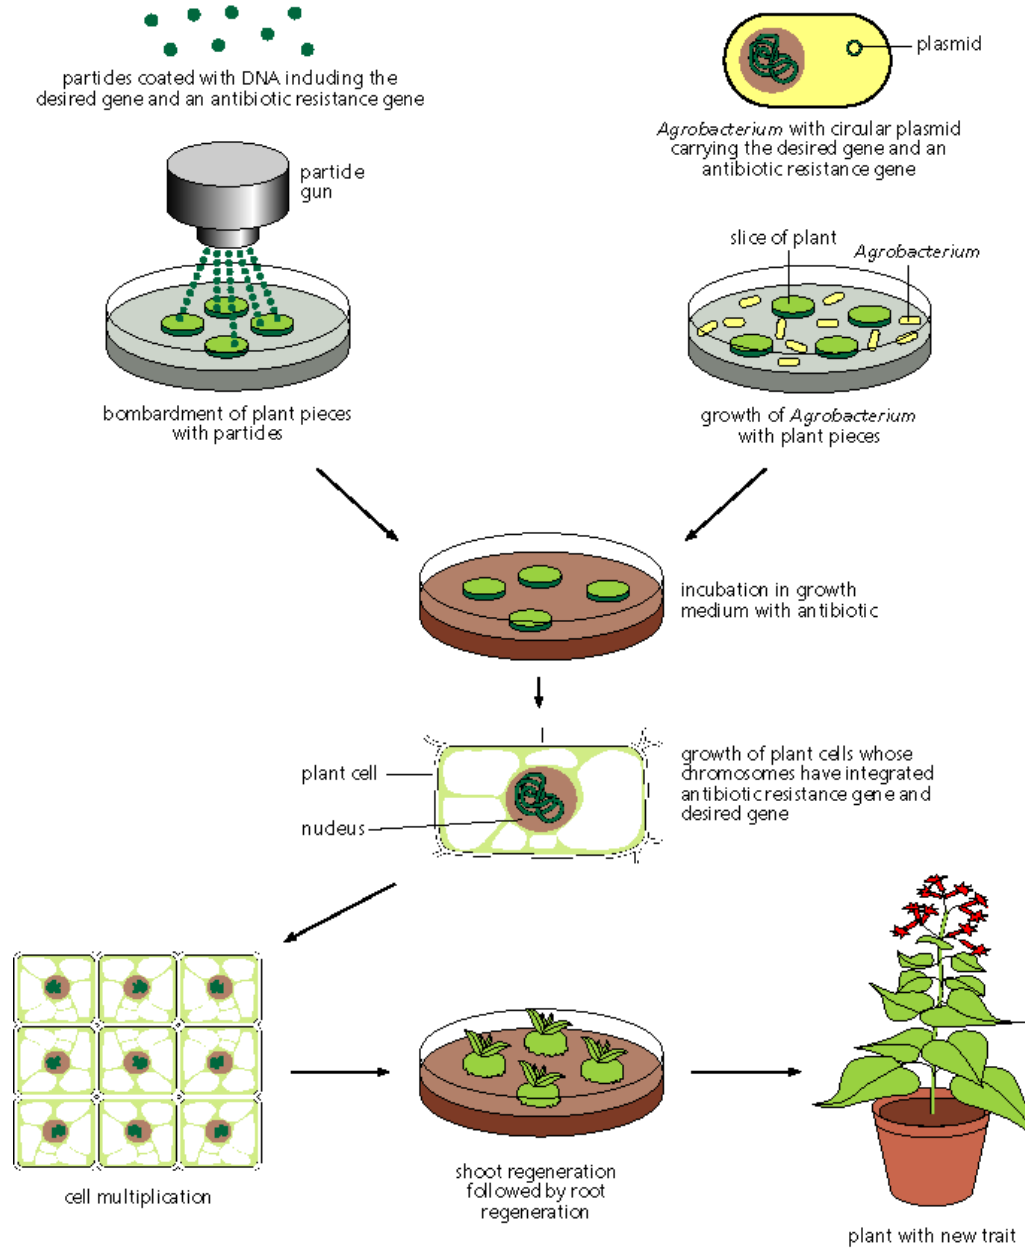 particles coated with DNA including the
desired gene and an antibiotic resistance gene
plasmid
Agrobacterium with circular plasmid
carrying the desired gene and an
antibiotic resistance gene
particle
gun
slice of plant
Agrobacterium
bombardment of plant pieces
with particles
growth of Agrobacterium
with plant pieces
incubation in growth
medium with antibiotic
plant cell
nucleus
growth of plant cells whose
chromosomes have integrated
antibiotic resistance gene and
desired gene
cell multiplication
shoot regeneration
followed by root
regeneration
plant with new trait